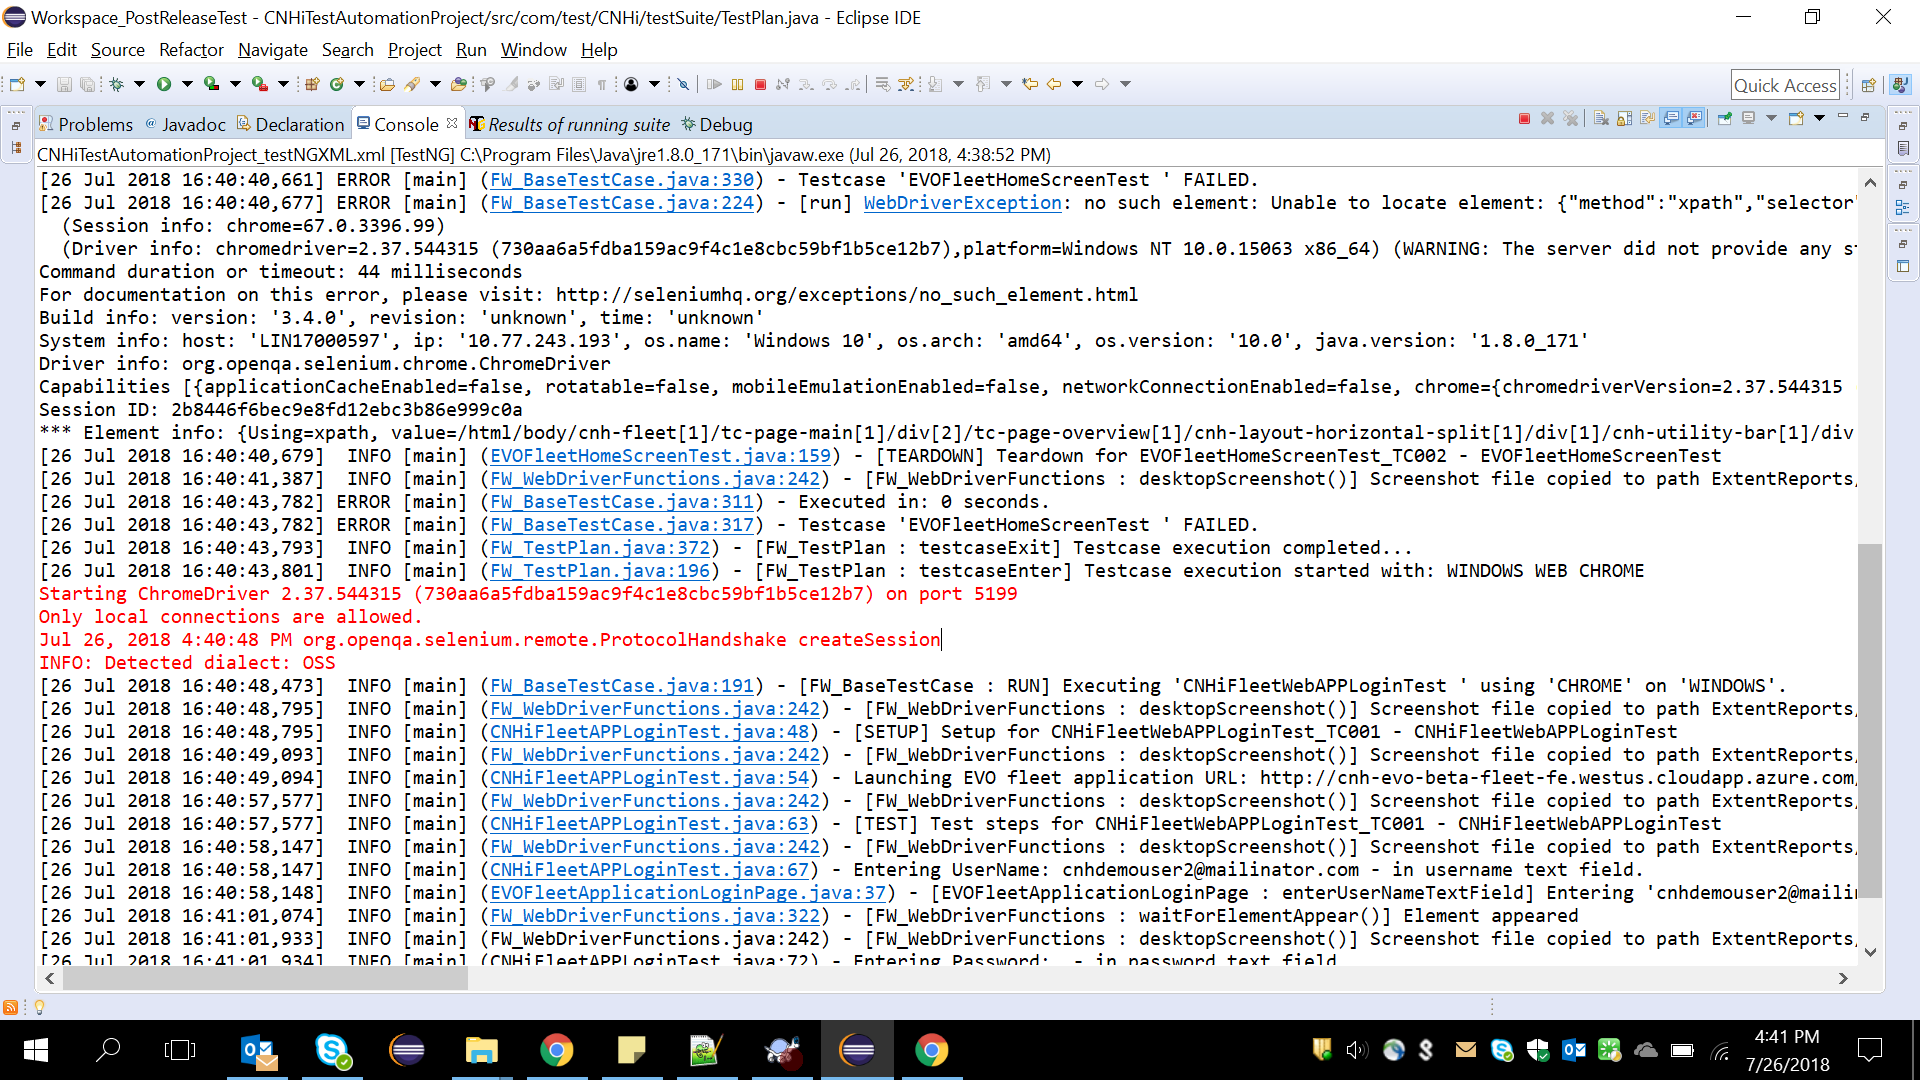 Workspace_PostReleaseTest - CNHiTestAutomationProject/src/com/test/CNHi/testSuite/TestPlan.java - Eclipse IDE
File Edit Source Refactor Navigate Search Project Run Window Help
Quick Access
Problems @ Javadoc Declaration Console Results of running suite Debug
CNHiTestAutomationProject_testNGXML.xml [TestNG] C:\Program Files\Java\jre1.8.0_171\bin\javaw.exe (Jul 26, 2018, 4:38:52 PM)
[26 Jul 2018 16:40:40,661] ERROR [main] (FW_BaseTestCase.java:330) - Testcase 'EVOFleetHomeScreenTest ' FAILED.
[26 Jul 2018 16:40:40,677] ERROR [main] (FW_BaseTestCase.java:224) - [run] WebDriverException: no such element: Unable to locate element: {"method":"xpath","selector"
(Session info: chrome=67.0.3396.99)
(Driver info: chromedriver=2.37.544315 (730aa6a5fdba159ac9f4c1e8cbc59bf1b5ce12b7),platform=Windows NT 10.0.15063 x86_64) (WARNING: The server did not provide any st
Command duration or timeout: 44 milliseconds
For documentation on this error, please visit: http://seleniumhq.org/exceptions/no_such_element.html
Build info: version: '3.4.0', revision: 'unknown', time: 'unknown'
System info: host: 'LIN17000597', ip: '10.77.243.193', os.name: 'Windows 10', os.arch: 'amd64', os.version: '10.0', java.version: '1.8.0_171'
Driver info: org.openqa.selenium.chrome.ChromeDriver
Capabilities [{applicationCacheEnabled=false, rotatable=false, mobileEmulationEnabled=false, networkConnectionEnabled=false, chrome={chromedriverVersion=2.37.544315
Session ID: 2b8446f6bec9e8fd12ebc3b86e999c0a
*** Element info: {Using=xpath, value=/html/body/cnh-fleet[1]/tc-page-main[1]/div[2]/tc-page-overview[1]/cnh-layout-horizontal-split[1]/div[1]/cnh-utility-bar[1]/div
[26 Jul 2018 16:40:40,679]  INFO [main] (EVOFleetHomeScreenTest.java:159) - [TEARDOWN] Teardown for EVOFleetHomeScreenTest_TC002 - EVOFleetHomeScreenTest
[26 Jul 2018 16:40:41,387]  INFO [main] (FW_WebDriverFunctions.java:242) - [FW_WebDriverFunctions : desktopScreenshot()] Screenshot file copied to path ExtentReports/
[26 Jul 2018 16:40:43,782] ERROR [main] (FW_BaseTestCase.java:311) - Executed in: 0 seconds.
[26 Jul 2018 16:40:43,782] ERROR [main] (FW_BaseTestCase.java:317) - Testcase 'EVOFleetHomeScreenTest ' FAILED.
[26 Jul 2018 16:40:43,793]  INFO [main] (FW_TestPlan.java:372) - [FW_TestPlan : testcaseExit] Testcase execution completed...
[26 Jul 2018 16:40:43,801]  INFO [main] (FW_TestPlan.java:196) - [FW_TestPlan : testcaseEnter] Testcase execution started with: WINDOWS WEB CHROME
Starting ChromeDriver 2.37.544315 (730aa6a5fdba159ac9f4c1e8cbc59bf1b5ce12b7) on port 5199
Only local connections are allowed.
Jul 26, 2018 4:40:48 PM org.openqa.selenium.remote.ProtocolHandshake createSession
INFO: Detected dialect: OSS
[26 Jul 2018 16:40:48,473]  INFO [main] (FW_BaseTestCase.java:191) - [FW_BaseTestCase : RUN] Executing 'CNHiFleetWebAPPLoginTest ' using 'CHROME' on 'WINDOWS'.
[26 Jul 2018 16:40:48,795]  INFO [main] (FW_WebDriverFunctions.java:242) - [FW_WebDriverFunctions : desktopScreenshot()] Screenshot file copied to path ExtentReports/
[26 Jul 2018 16:40:48,795]  INFO [main] (CNHiFleetAPPLoginTest.java:48) - [SETUP] Setup for CNHiFleetWebAPPLoginTest_TC001 - CNHiFleetWebAPPLoginTest
[26 Jul 2018 16:40:49,093]  INFO [main] (FW_WebDriverFunctions.java:242) - [FW_WebDriverFunctions : desktopScreenshot()] Screenshot file copied to path ExtentReports/
[26 Jul 2018 16:40:49,094]  INFO [main] (CNHiFleetAPPLoginTest.java:54) - Launching EVO fleet application URL: http://cnh-evo-beta-fleet-fe.westus.cloudapp.azure.com/
[26 Jul 2018 16:40:57,577]  INFO [main] (FW_WebDriverFunctions.java:242) - [FW_WebDriverFunctions : desktopScreenshot()] Screenshot file copied to path ExtentReports/
[26 Jul 2018 16:40:57,577]  INFO [main] (CNHiFleetAPPLoginTest.java:63) - [TEST] Test steps for CNHiFleetWebAPPLoginTest_TC001 - CNHiFleetWebAPPLoginTest
[26 Jul 2018 16:40:58,147]  INFO [main] (FW_WebDriverFunctions.java:242) - [FW_WebDriverFunctions : desktopScreenshot()] Screenshot file copied to path ExtentReports/
[26 Jul 2018 16:40:58,147]  INFO [main] (CNHiFleetAPPLoginTest.java:67) - Entering UserName: cnhdemouser2@mailinator.com - in username text field.
[26 Jul 2018 16:40:58,148]  INFO [main] (EVOFleetApplicationLoginPage.java:37) - [EVOFleetApplicationLoginPage : enterUserNameTextField] Entering 'cnhdemouser2@mailin
[26 Jul 2018 16:41:01,074]  INFO [main] (FW_WebDriverFunctions.java:322) - [FW_WebDriverFunctions : waitForElementAppear()] Element appeared
[26 Jul 2018 16:41:01,933]  INFO [main] (FW_WebDriverFunctions.java:242) - [FW_WebDriverFunctions : desktopScreenshot()] Screenshot file copied to path ExtentReports/
[26 Jul 2018 16:41:01,934]  INFO [main] (CNHiFleetAPPLoginTest.java:72) - Entering Password:  - in password text field
4:41 PM
7/26/2018